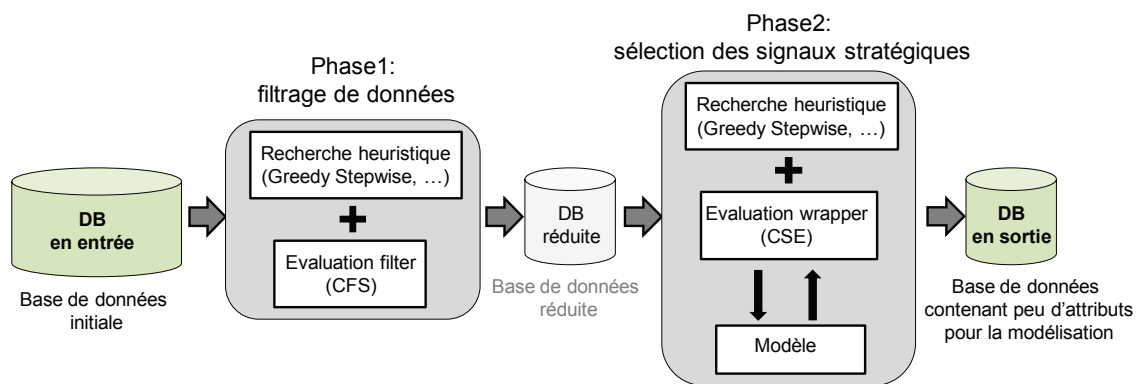 Phase1:
filtrage de données
Phase2:
sélection des signaux stratégiques
DB
en entrée
Base de données
initiale
Recherche heuristique
(Greedy Stepwise, …)
Evaluation filter
(CFS)
DB
réduite
Base de données
réduite
Recherche heuristique
(Greedy Stepwise, …)
Evaluation wrapper
(CSE)
Modèle
DB
en sortie
Base de données
contenant peu d'attributs
pour la modélisation